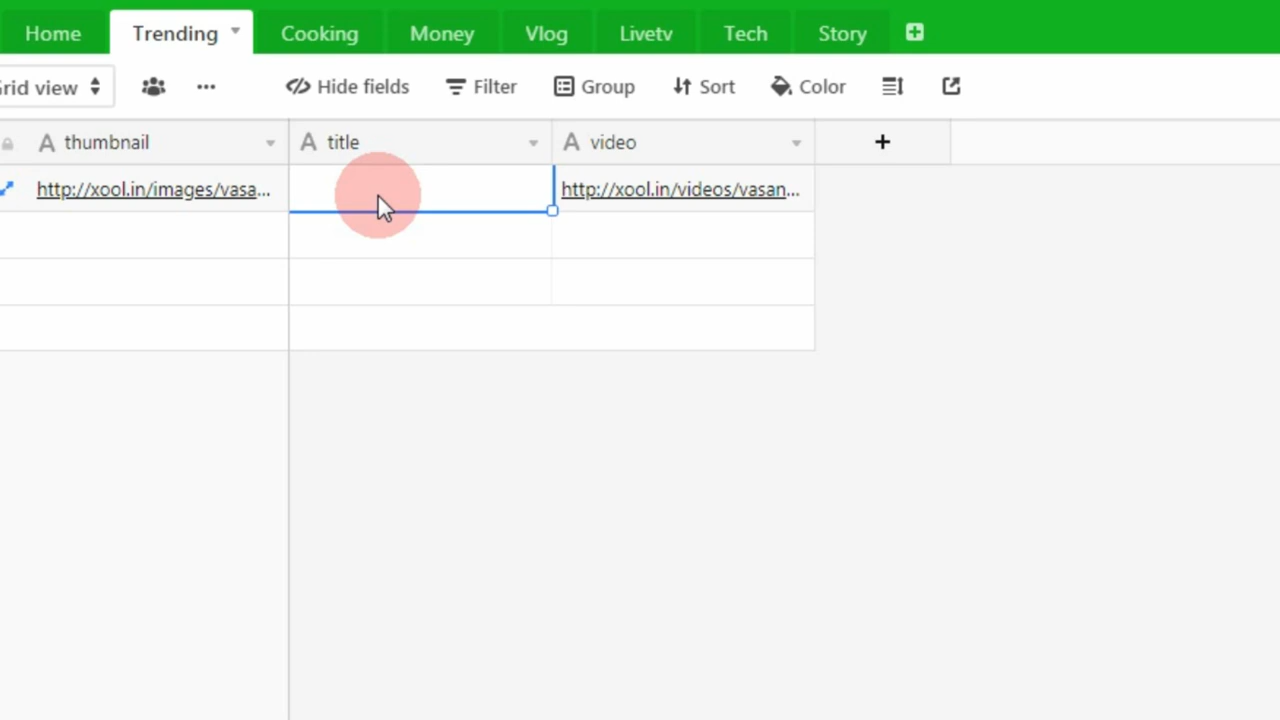 Home Trending Cooking Money Vlog Livetv Tech Story
Grid view Hide fields Filter Group Sort Color
thumbnail title video
http://xool.in/images/vasa... http://xool.in/videos/vasan...